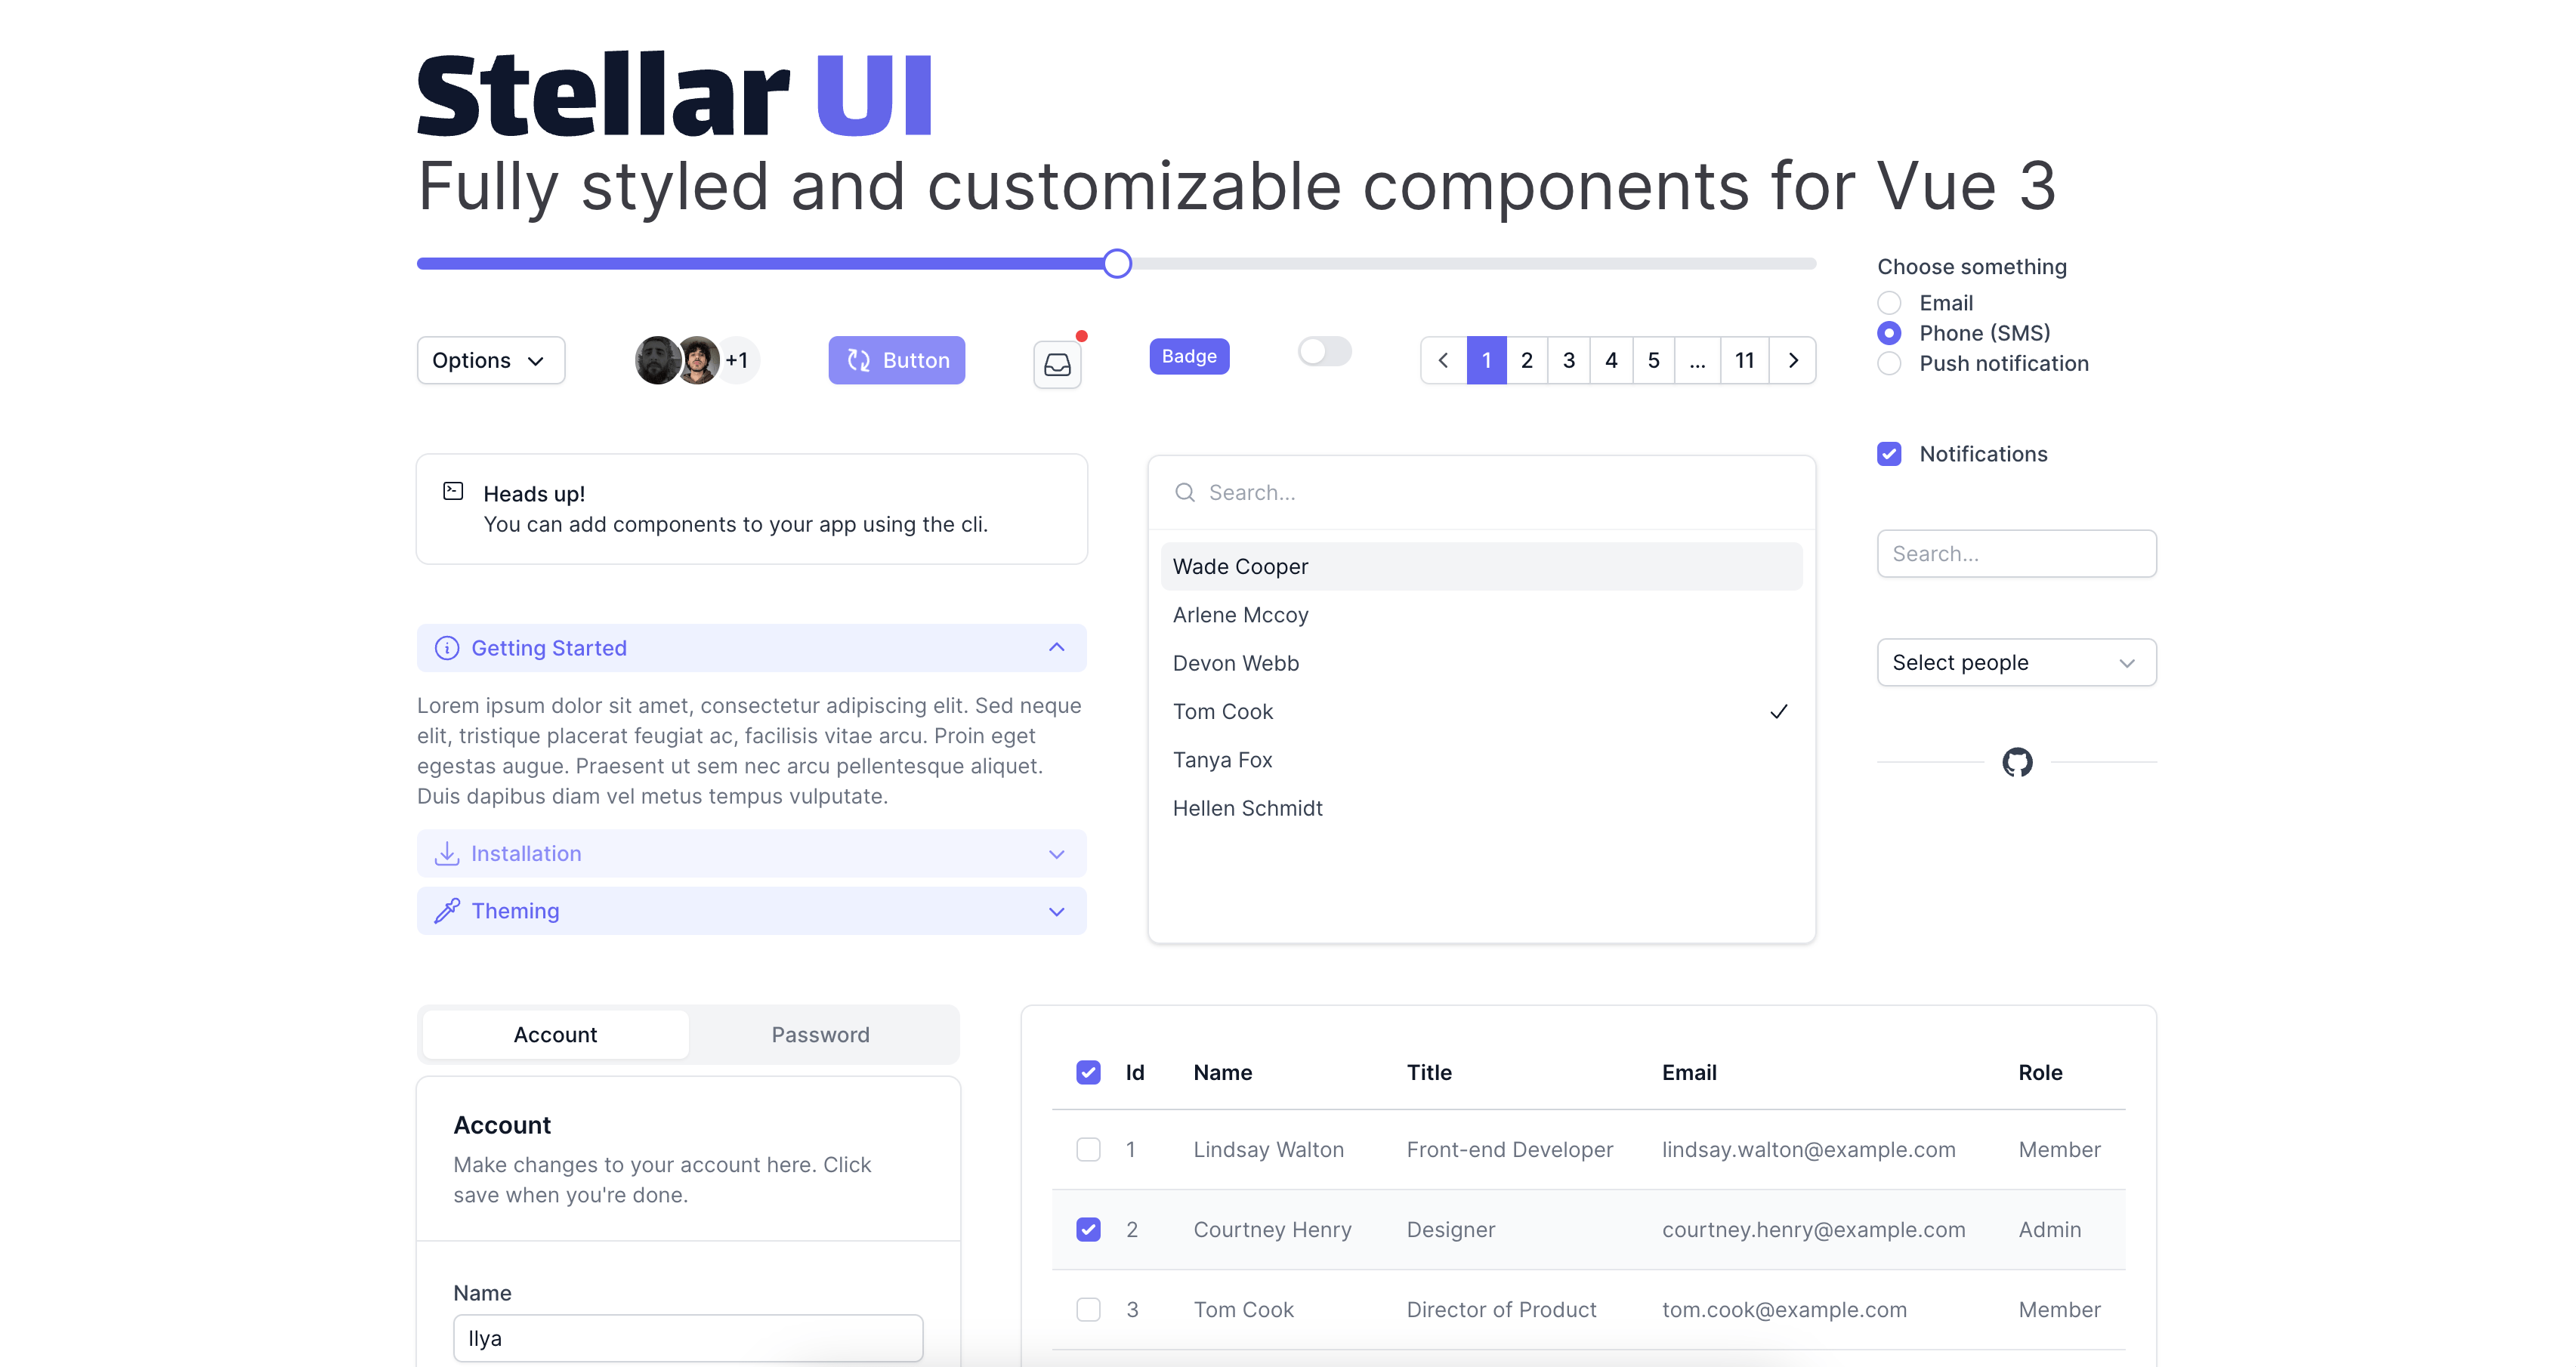 Stellar UI
Fully styled and customizable components for Vue 3
Choose something
Email
Phone (SMS)
Push notification
Options
+1
Button
Badge
1 2 3 4 5 ... 11
Notifications
Heads up!
You can add components to your app using the cli.
Search...
Wade Cooper
Arlene Mccoy
Devon Webb
Tom Cook
Tanya Fox
Hellen Schmidt
Search...
Select people
Getting Started
Lorem ipsum dolor sit amet, consectetur adipiscing elit. Sed neque
elit, tristique placerat feugiat ac, facilisis vitae arcu. Proin eget
egestas augue. Praesent ut sem nec arcu pellentesque aliquet.
Duis dapibus diam vel metus tempus vulputate.
Installation
Theming
Account Password
Account
Make changes to your account here. Click
save when you're done.
Name
Ilya
Id Name Title Email Role
1 Lindsay Walton Front-end Developer lindsay.walton@example.com Member
2 Courtney Henry Designer courtney.henry@example.com Admin
3 Tom Cook Director of Product tom.cook@example.com Member